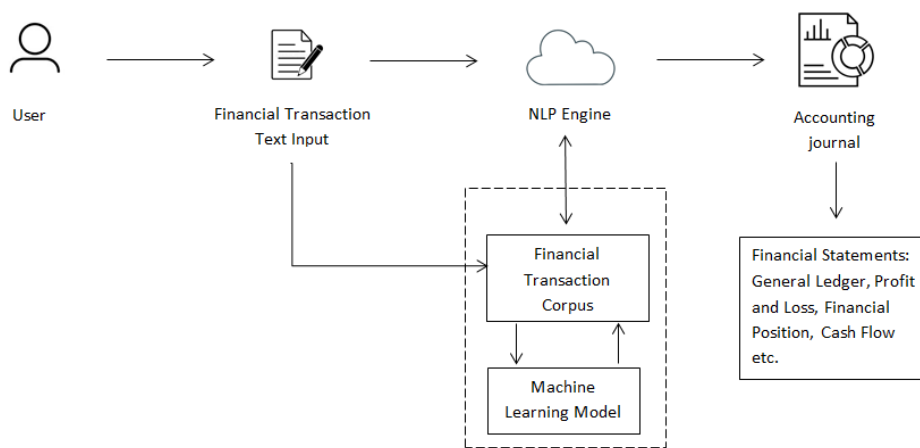 User
Financial Transaction
Text Input
NLP Engine
Accounting
journal
Financial
Transaction
Corpus
Machine
Learning Model
Financial Statements:
General Ledger, Profit
and Loss, Financial
Position, Cash Flow
etc.